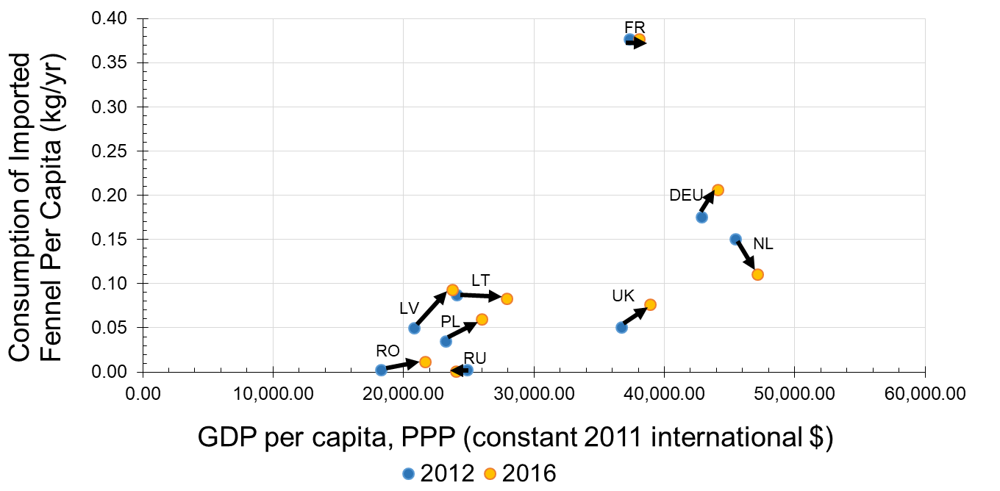 Consumption of Imported
Fennel Per Capita (kg/yr)
0.40
0.35
0.30
0.25
0.20
0.15
0.10
0.05
0.00
FR
DEU
NL
LT
UK
LV
PL
RO
RU
0.00 10,000.00 20,000.00 30,000.00 40,000.00 50,000.00 60,000.00
GDP per capita, PPP (constant 2011 international $)
2012 2016